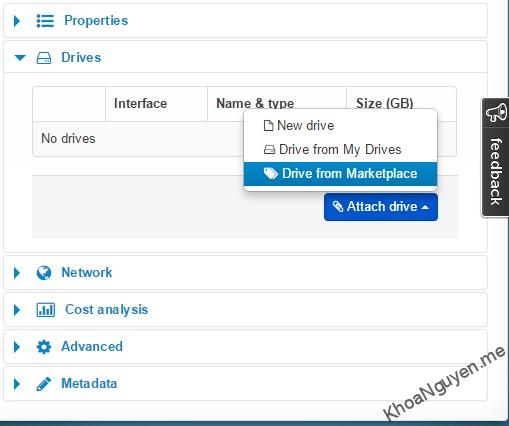 Properties
Drives
Interface Name & type Size (GB)
No drives
New drive
Drive from My Drives
Drive from Marketplace
Attach drive
feedback
Network
Cost analysis
Advanced
Metadata
KhoaNguyen.me